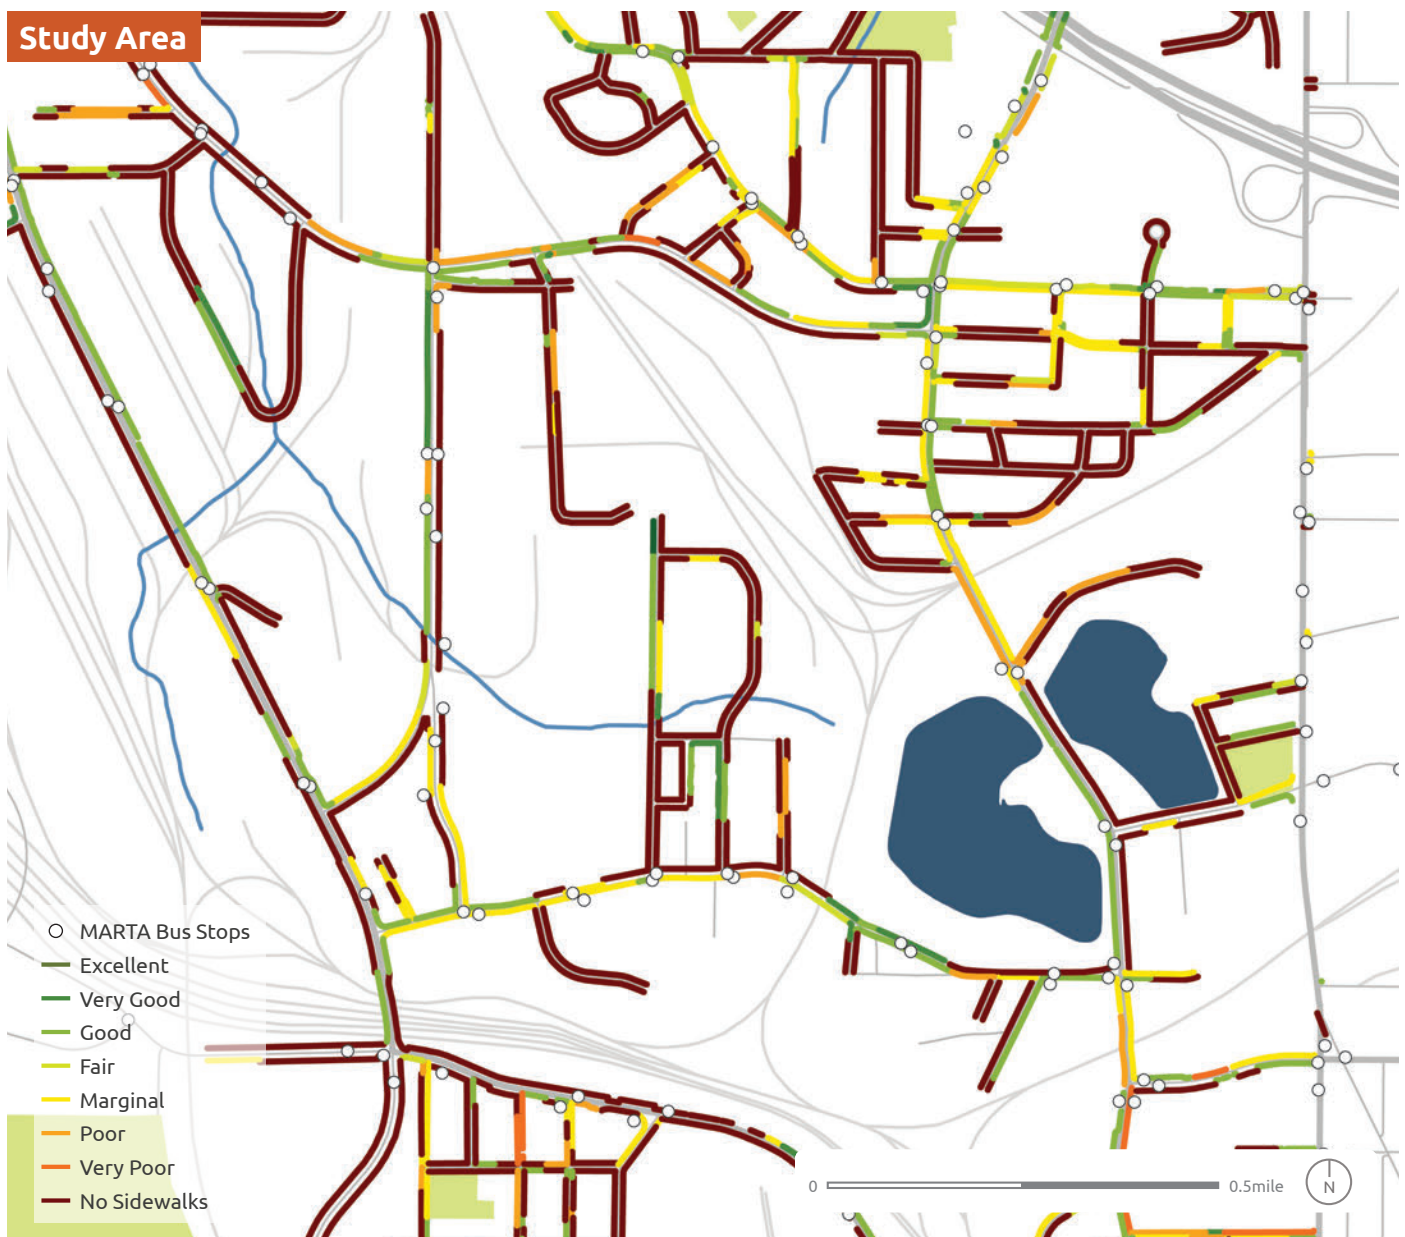 Study Area
MARTA Bus Stops
Excellent
Very Good
Good
Fair
Marginal
Poor
Very Poor
No Sidewalks
0 0.5mile
N